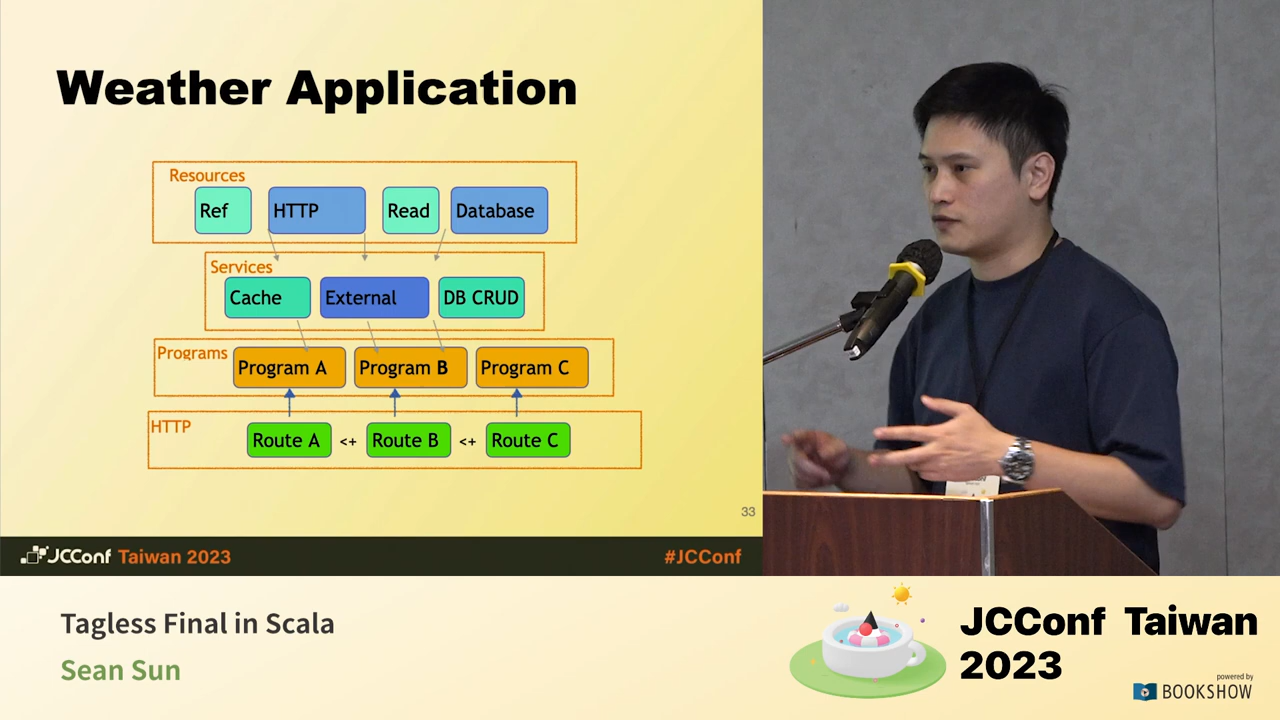 Weather Application
Resources
Ref HTTP Read Database
Services
Cache External DB CRUD
Programs
Program A Program B Program C
HTTP
Route A <+ Route B <+ Route C
33
JCConf Taiwan 2023 #JCConf
Tagless Final in Scala
Sean Sun
JCConf Taiwan
2023
powered by
BOOKSHOW